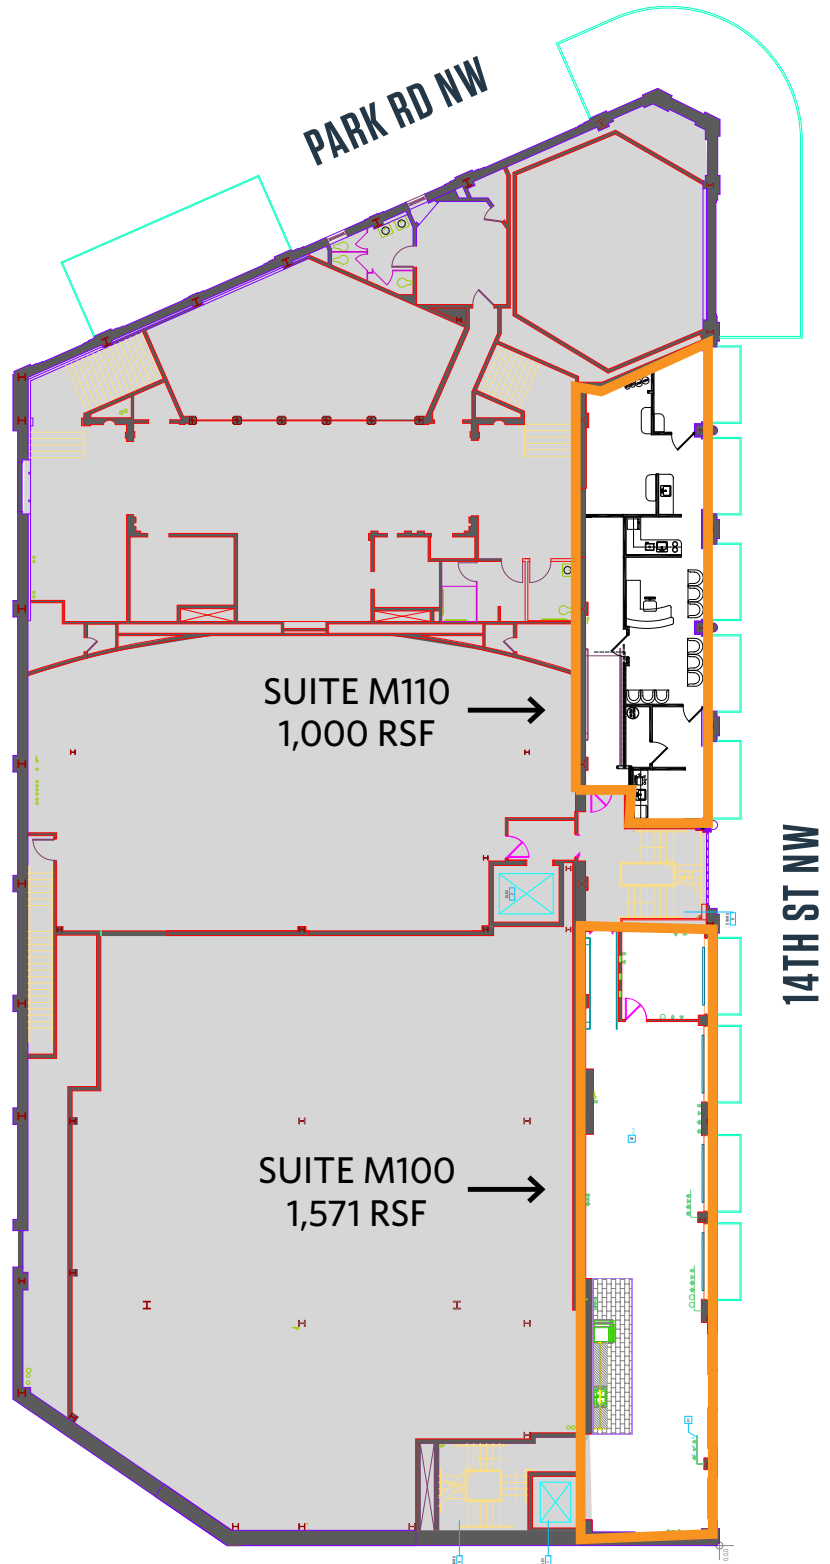 PARK RD NW
SUITE M110
1,000 RSF
14TH ST NW
SUITE M100
1,571 RSF